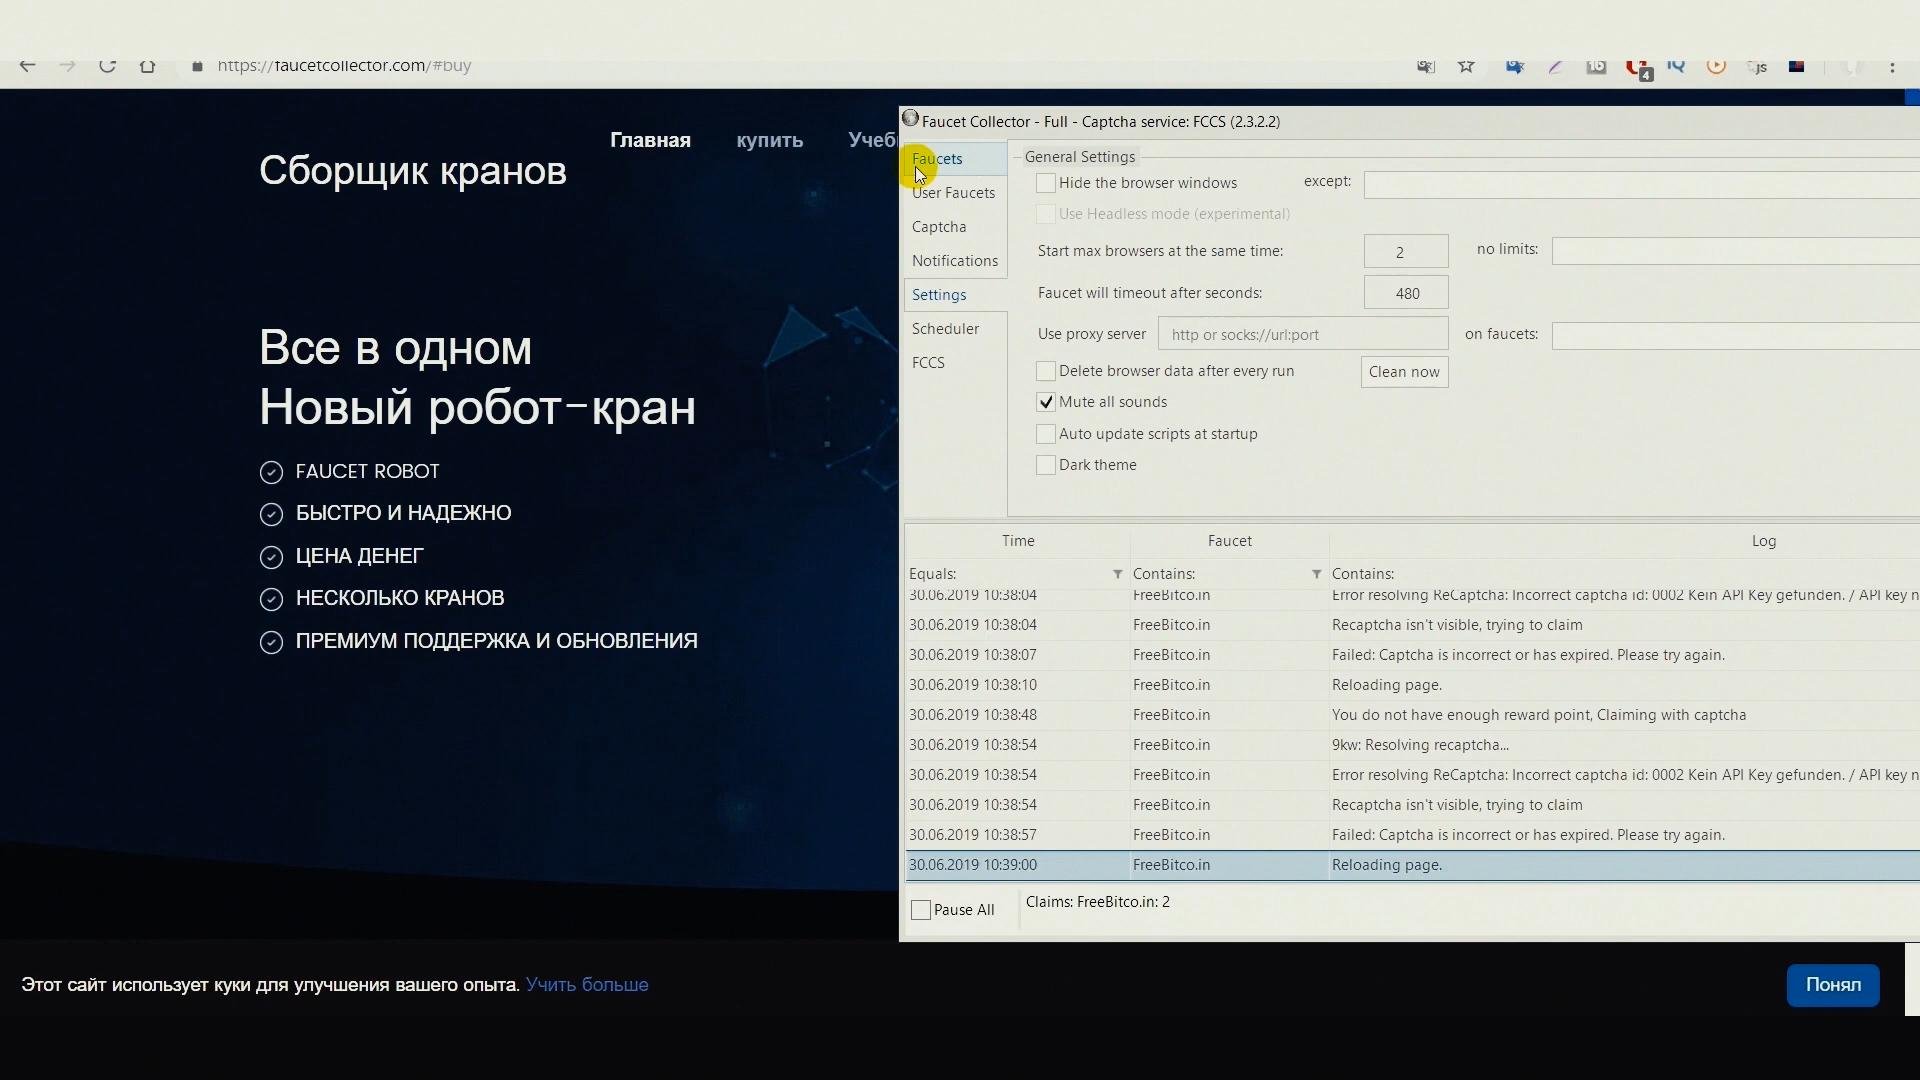 https://faucetcollector.com/#buy
4
js
Главная
купить
Сборщик кранов
Все в одном
Новый робот-кран
FAUCET ROBOT
БЫСТРО И НАДЕЖНО
ЦЕНА ДЕНЕГ
НЕСКОЛЬКО КРАНОВ
ПРЕМИУМ ПОДДЕРЖКА И ОБНОВЛЕНИЯ
Faucet Collector - Full - Captcha service: FCCS (2.3.2.2)
Faucets
User Faucets
Captcha
Notifications
Settings
Scheduler
FCCS
General Settings
Hide the browser windows except:
Use Headless mode (experimental)
Start max browsers at the same time: 2 no limits:
Faucet will timeout after seconds: 480
Use proxy server http or socks://url:port on faucets:
Delete browser data after every run Clean now
Mute all sounds
Auto update scripts at startup
Dark theme
Time Faucet Log
Equals: Contains: Contains:
30.06.2019 10:38:04 FreeBitco.in Error resolving ReCaptcha: Incorrect captcha id: 0002 Kein API Key gefunden. / API key n
30.06.2019 10:38:04 FreeBitco.in Recaptcha isn't visible, trying to claim
30.06.2019 10:38:07 FreeBitco.in Failed: Captcha is incorrect or has expired. Please try again.
30.06.2019 10:38:10 FreeBitco.in Reloading page.
30.06.2019 10:38:48 FreeBitco.in You do not have enough reward point, Claiming with captcha
30.06.2019 10:38:54 FreeBitco.in 9kw: Resolving recaptcha...
30.06.2019 10:38:54 FreeBitco.in Error resolving ReCaptcha: Incorrect captcha id: 0002 Kein API Key gefunden. / API key n
30.06.2019 10:38:54 FreeBitco.in Recaptcha isn't visible, trying to claim
30.06.2019 10:38:57 FreeBitco.in Failed: Captcha is incorrect or has expired. Please try again.
30.06.2019 10:39:00 FreeBitco.in Reloading page.
Pause All
Claims: FreeBitco.in: 2
Этот сайт использует куки для улучшения вашего опыта. Учить больше
Понял